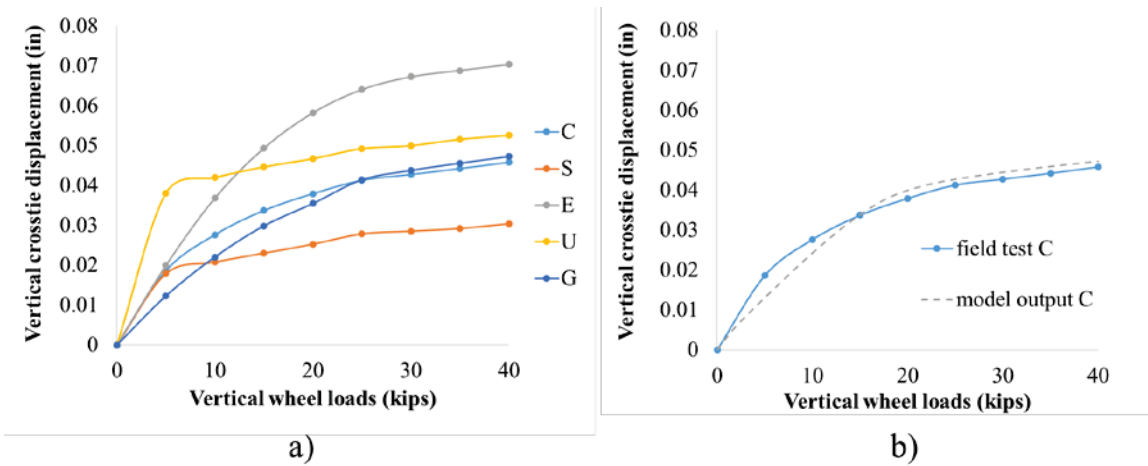 Vertical crosstie displacement (in)
0.08
0.07
0.06
0.05
0.04
0.03
0.02
0.01
0
0 10 20 30 40
Vertical wheel loads (kips)
C
S
E
U
G
a)
Vertical crosstie displacement (in)
0.08
0.07
0.06
0.05
0.04
0.03
0.02
0.01
0
0 10 20 30 40
Vertical wheel loads (kips)
field test C
model output C
b)